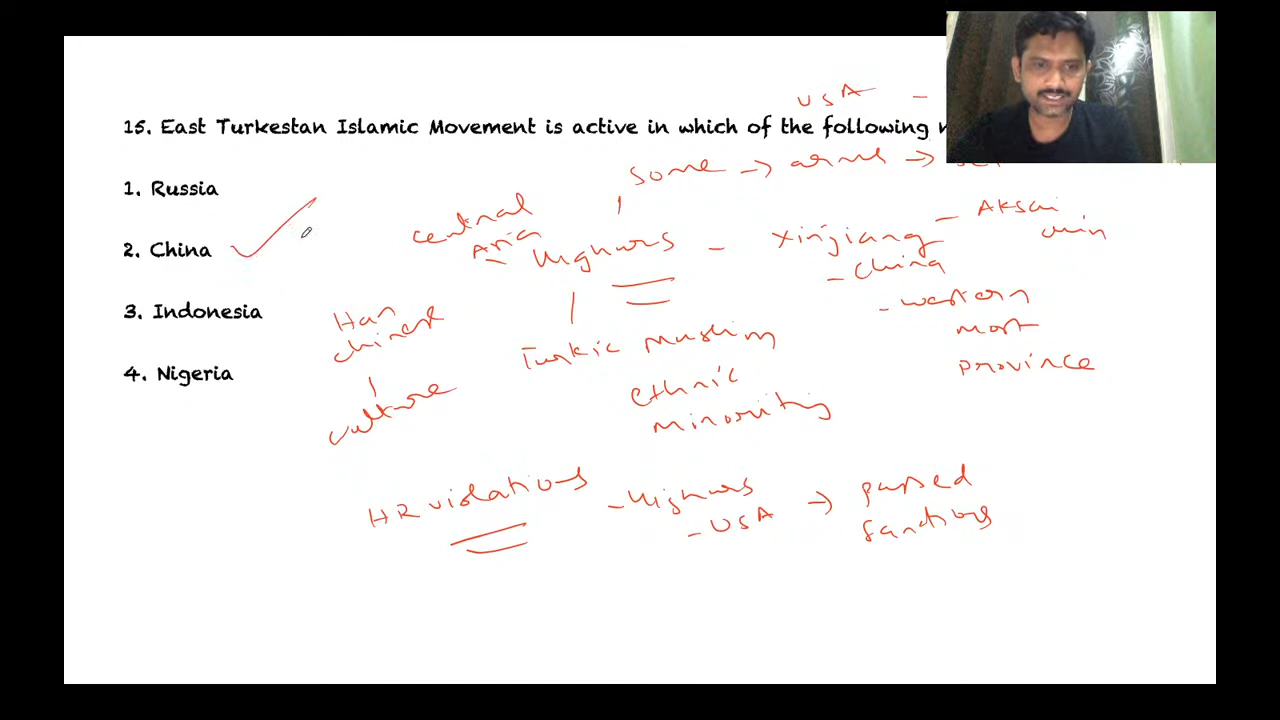 USA -
15. East Turkestan Islamic Movement is active in which of the following
some → arms →
1. Russia
central Asia
Uighurs - Xinjiang - Aksai chin
2. China
- China
- western most province
3. Indonesia
Han chinese
culture
Turkic Muslim
ethnic
minorities
4. Nigeria
HR violations - Uighurs
- USA → passed sanctions